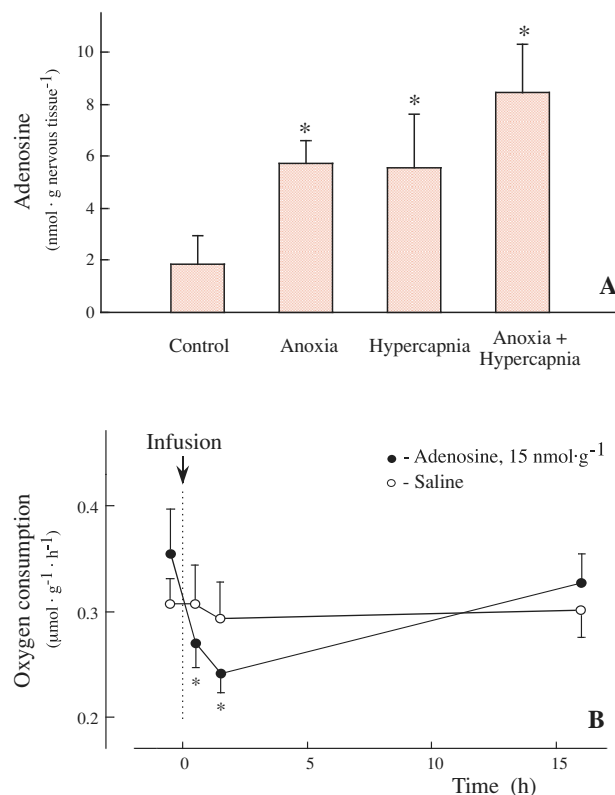 Adenosine
(nmol · g nervous tissue-1)
10
8
6
4
2
0
*
*
*
A
Control
Anoxia
Hypercapnia
Anoxia +
Hypercapnia
Infusion
● - Adenosine, 15 nmol·g-1
○ - Saline
Oxygen consumption
(µmol · g-1 · h-1)
0.4
0.3
0.2
*
*
B
0
5
10
15
Time (h)